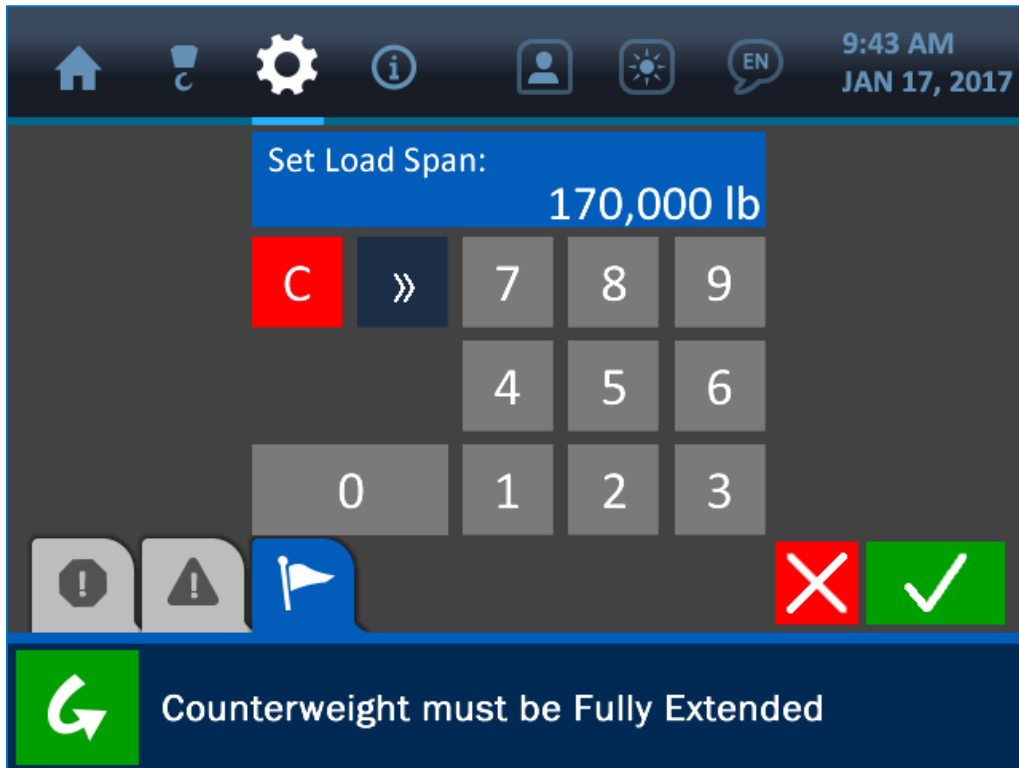 EN
9:43 AM
JAN 17, 2017
Set Load Span:
170,000 lb
C » 7 8 9
4 5 6
0 1 2 3
Counterweight must be Fully Extended